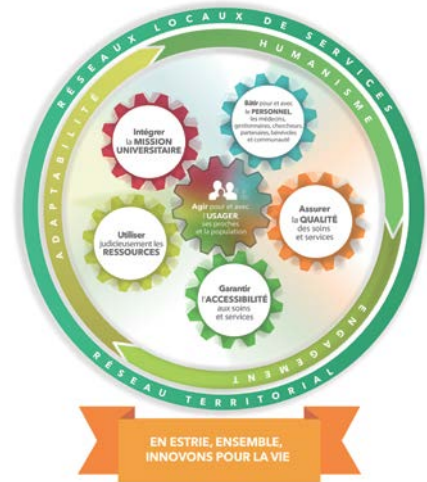 RÉSEAUX LOCAUX DE SERVICES
HUMANISME
ADAPTABILITÉ
Intégrer
la MISSION
UNIVERSITAIRE
Bâtir pour et avec
le PERSONNEL,
les médecins,
gestionnaires, chercheurs,
partenaires, bénévoles
et communauté
Agir pour et avec
l'USAGER,
ses proches
et la population
Assurer
la QUALITÉ
des soins
et services
Utiliser
judicieusement les
RESSOURCES
Garantir
l'ACCESSIBILITÉ
aux soins
et services
ENGAGEMENT
RÉSEAU TERRITORIAL
EN ESTRIE, ENSEMBLE,
INNOVONS POUR LA VIE